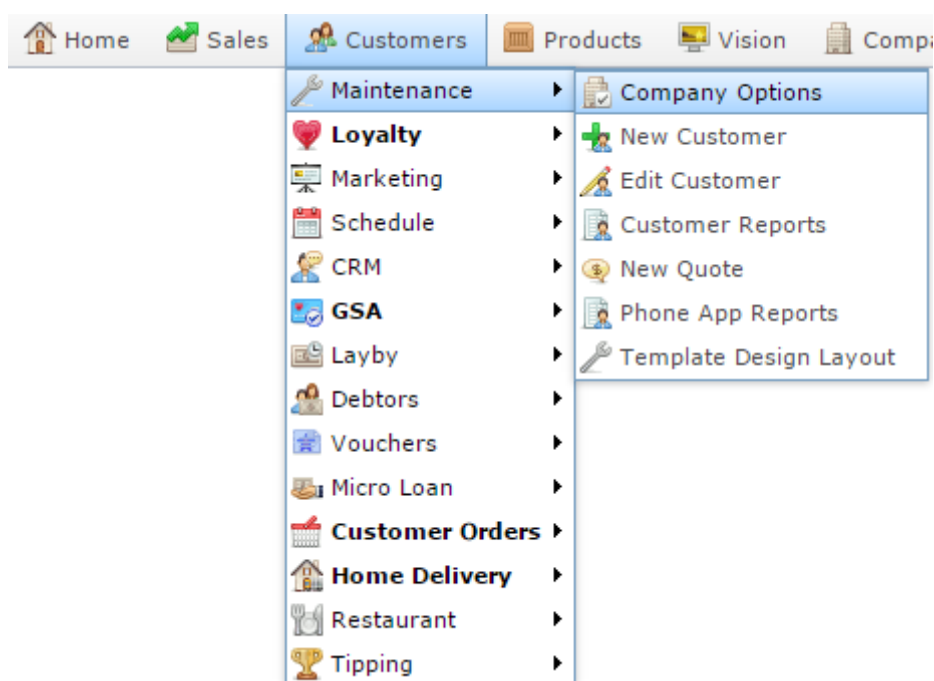 Home Sales Customers Products Vision
Maintenance
Loyalty
Marketing
Schedule
CRM
GSA
Layby
Debtors
Vouchers
Micro Loan
Customer Orders
Home Delivery
Restaurant
Tipping
Company Options
New Customer
Edit Customer
Customer Reports
New Quote
Phone App Reports
Template Design Layout